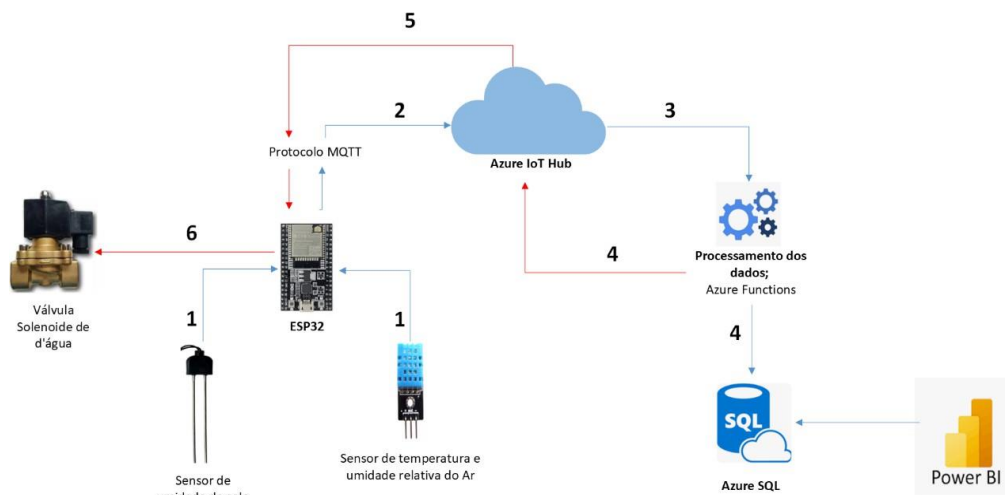 5
2
3
Protocolo MQTT
Azure IoT Hub
6
4
Processamento dos
dados;
Azure Functions
Válvula
Solenoide de
d'água
1
ESP32
1
4
SQL
Sensor de temperatura e
umidade relativa do Ar
Sensor de
Azure SQL
Power BI